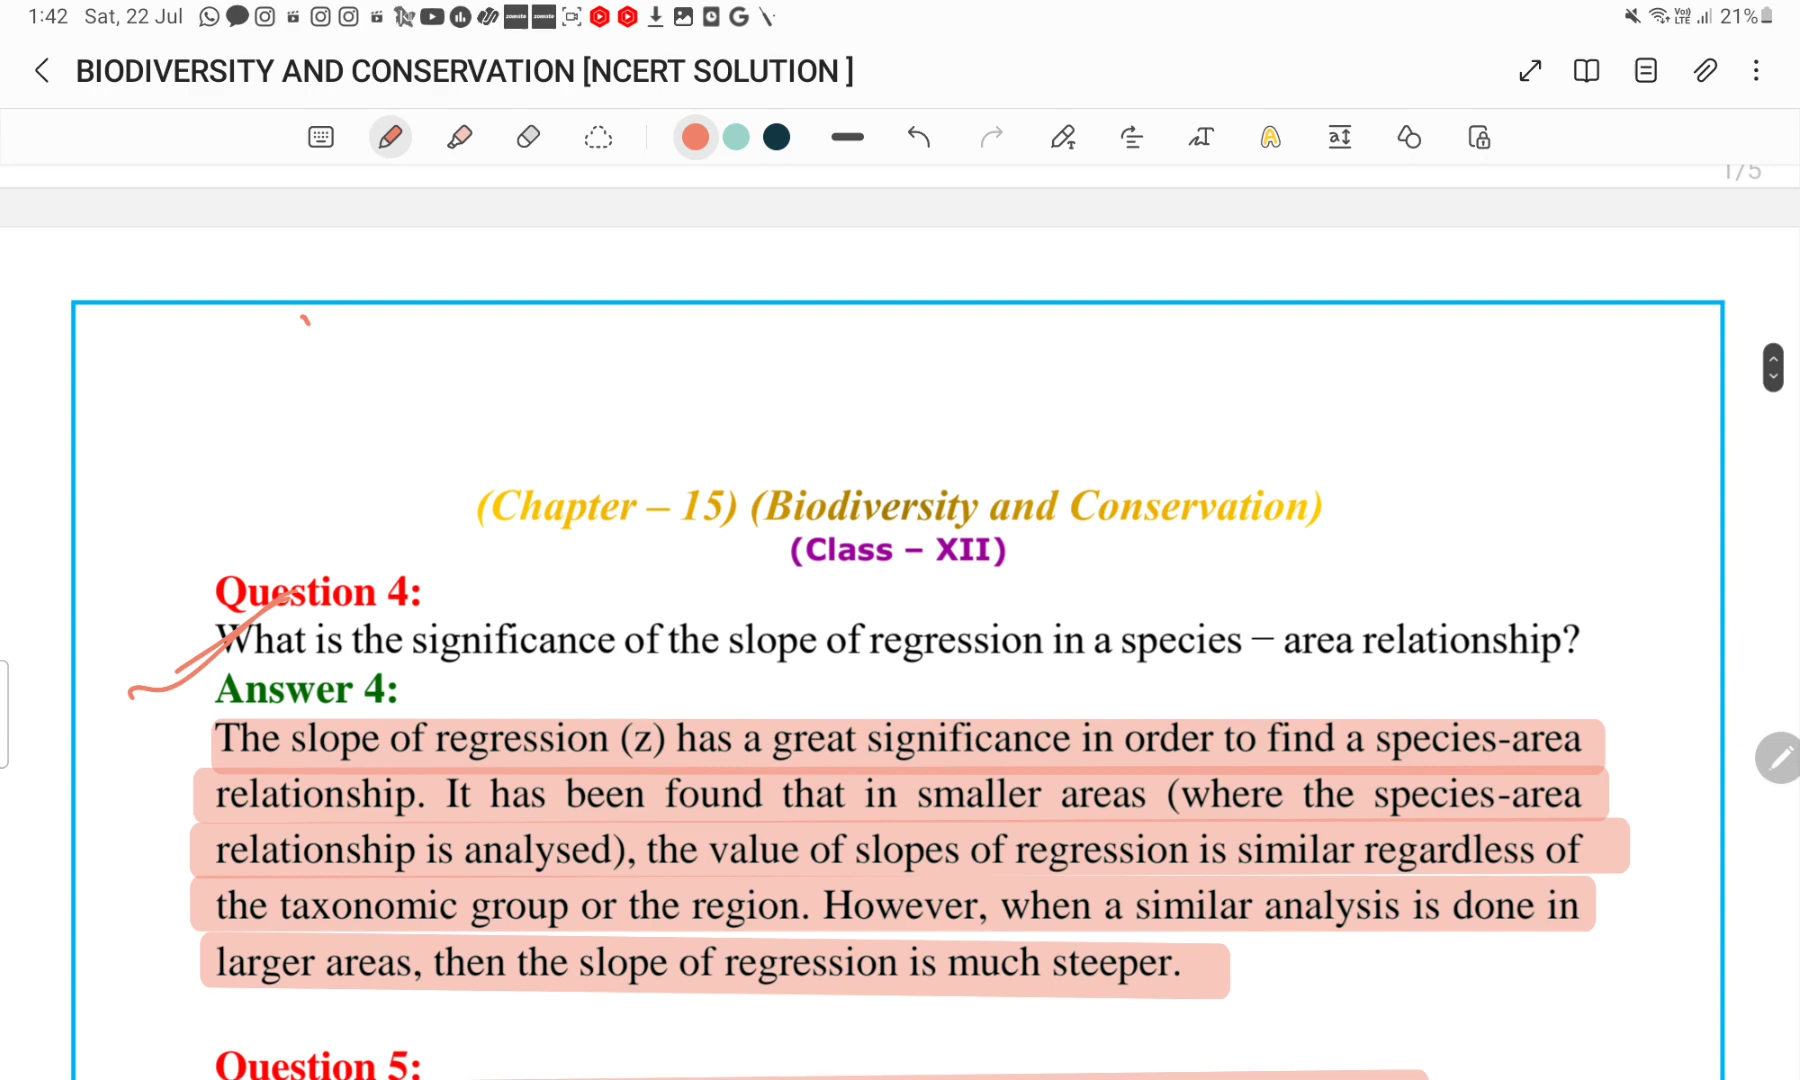 1:42 Sat, 22 Jul
21%
BIODIVERSITY AND CONSERVATION [NCERT SOLUTION ]
1/5
(Chapter – 15) (Biodiversity and Conservation)
(Class – XII)
Question 4:
What is the significance of the slope of regression in a species – area relationship?
Answer 4:
The slope of regression (z) has a great significance in order to find a species-area
relationship. It has been found that in smaller areas (where the species-area
relationship is analysed), the value of slopes of regression is similar regardless of
the taxonomic group or the region. However, when a similar analysis is done in
larger areas, then the slope of regression is much steeper.
Question 5: